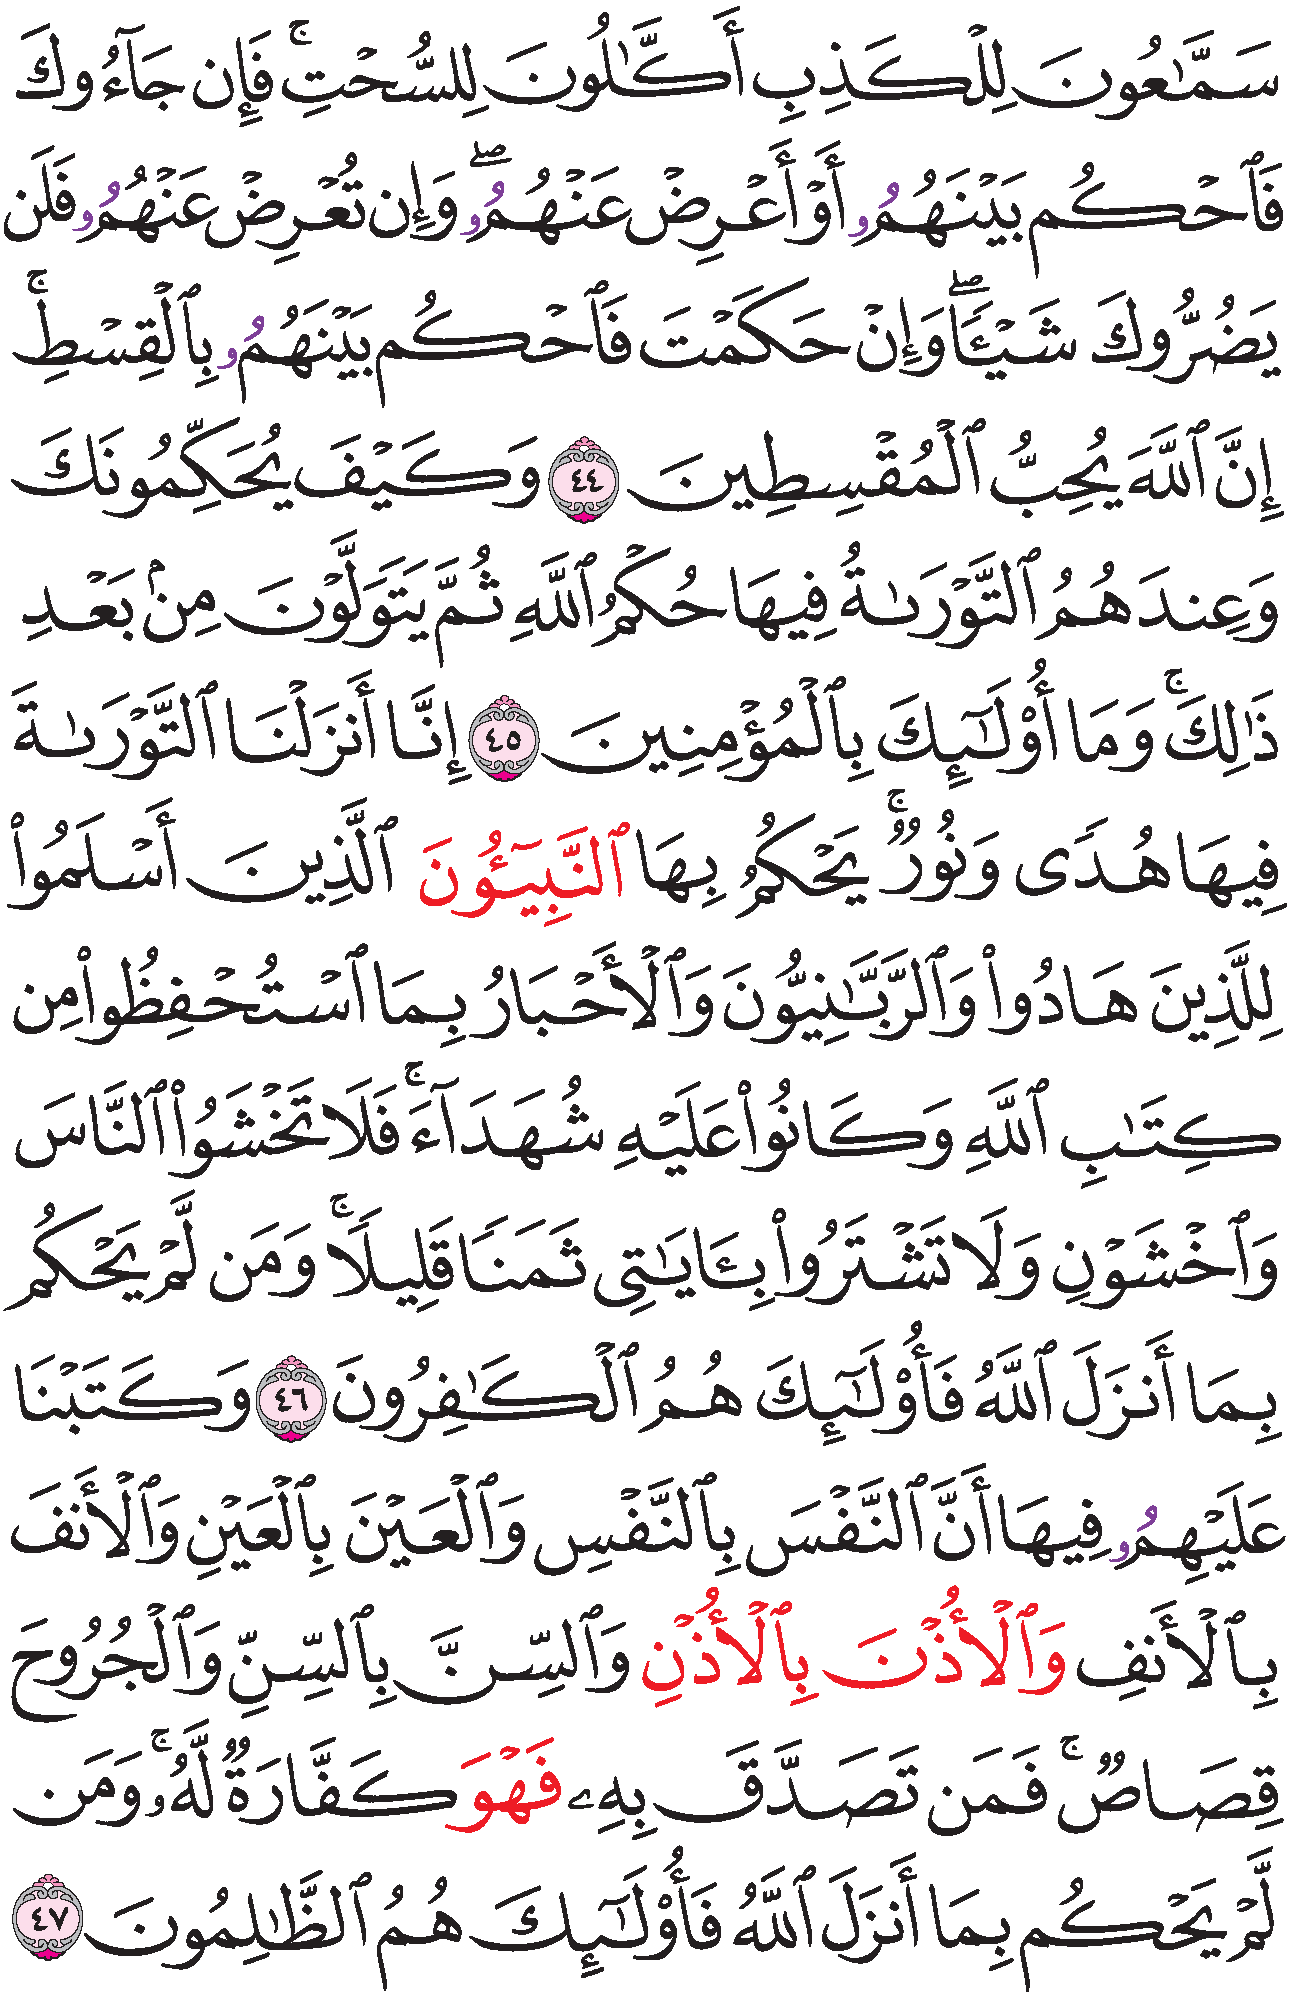 سَمَّٰعُونَ لِلْكَذِبِ أَكَّٰلُونَ لِلسُّحْتِۚ فَإِن جَآءُوكَ
فَٱحْكُم بَيْنَهُمُۥ أَوْ أَعْرِضْ عَنْهُمُۥۖ وَإِن تُعْرِضْ عَنْهُمُۥ فَلَن
يَضُرُّوكَ شَيْـًٔاۖ وَإِنْ حَكَمْتَ فَٱحْكُم بَيْنَهُمُۥ بِالْقِسْطِۚ
إِنَّ ٱللَّهَ يُحِبُّ ٱلْمُقْسِطِينَ ٤٤ وَكَيْفَ يُحَكِّمُونَكَ
وَعِندَهُمُ ٱلتَّوْرَىٰةُ فِيهَا حُكْمُ ٱللَّهِ ثُمَّ يَتَوَلَّوْنَ مِنۢ بَعْدِ
ذَٰلِكَۚ وَمَا أُوْلَٰٓئِكَ بِٱلْمُؤْمِنِينَ ٤٥ إِنَّا أَنزَلْنَا ٱلتَّوْرَىٰةَ
فِيهَا هُدًى وَنُورٌۚ يَحْكُمُ بِهَا ٱلنَّبِيـُٔونَ ٱلَّذِينَ أَسْلَمُواْ
لِلَّذِينَ هَادُواْ وَٱلرَّبَّٰنِيُّونَ وَٱلْأَحْبَارُ بِمَا ٱسْتُحْفِظُواْ مِن
كِتَٰبِ ٱللَّهِ وَكَانُواْ عَلَيْهِ شُهَدَآءَۚ فَلَا تَخْشَوُاْ ٱلنَّاسَ
وَٱخْشَوْنِ وَلَا تَشْتَرُواْ بِـَٔايَٰتِى ثَمَنًا قَلِيلًاۚ وَمَن لَّمْ يَحْكُم
بِمَا أَنزَلَ ٱللَّهُ فَأُوْلَٰٓئِكَ هُمُ ٱلْكَٰفِرُونَ ٤٦ وَكَتَبْنَا
عَلَيْهِمُۥ فِيهَا أَنَّ ٱلنَّفْسَ بِٱلنَّفْسِ وَٱلْعَيْنَ بِٱلْعَيْنِ وَٱلْأَنفَ
بِٱلْأَنفِ وَٱلْأُذْنَ بِٱلْأُذْنِ وَٱلسِّنَّ بِٱلسِّنِّ وَٱلْجُرُوحَ
قِصَاصٌۚ فَمَن تَصَدَّقَ بِهِۦ فَهْوَ كَفَّارَةٌ لَّهُۥۚ وَمَن
لَّمْ يَحْكُم بِمَا أَنزَلَ ٱللَّهُ فَأُوْلَٰٓئِكَ هُمُ ٱلظَّٰلِمُونَ ٤٧